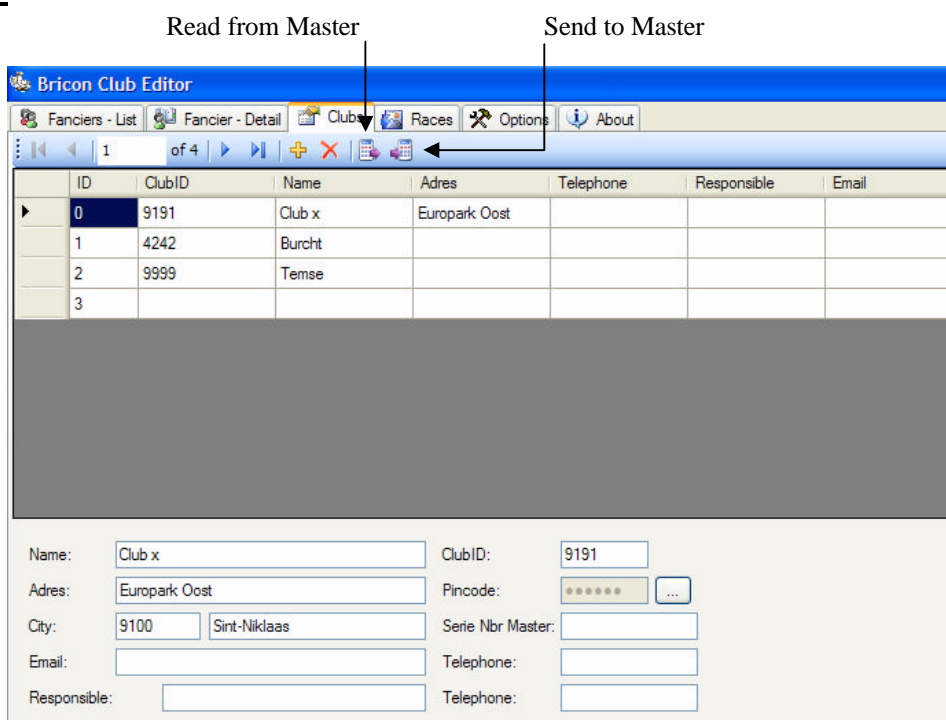 Read from Master Send to Master
Bricon Club Editor
Fanciers - List Fancier - Detail Clubs Races Options About
1 of 4
ID ClubID Name Adres Telephone Responsible Email
0 9191 Club x Europark Oost
1 4242 Burcht
2 9999 Temse
3
Name: Club x ClubID: 9191
Adres: Europark Oost Pincode: ●●●●●● ...
City: 9100 Sint-Niklaas Serie Nbr Master:
Email: Telephone:
Responsible: Telephone: